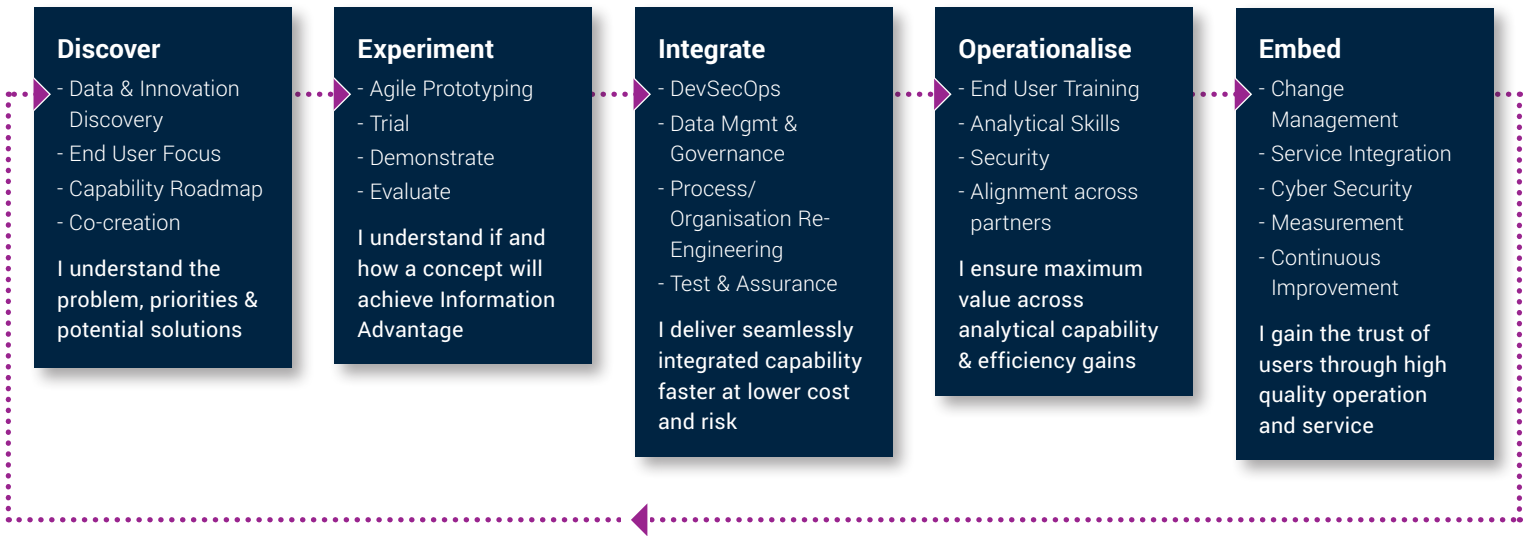 Discover
- Data & Innovation
Discovery
- End User Focus
- Capability Roadmap
- Co-creation
I understand the
problem, priorities &
potential solutions
Experiment
- Agile Prototyping
- Trial
- Demonstrate
- Evaluate
I understand if and
how a concept will
achieve Information
Advantage
Integrate
- DevSecOps
- Data Mgmt &
Governance
- Process/
Organisation Re-
Engineering
- Test & Assurance
I deliver seamlessly
integrated capability
faster at lower cost
and risk
Operationalise
- End User Training
- Analytical Skills
- Security
- Alignment across
partners
I ensure maximum
value across
analytical capability
& efficiency gains
Embed
- Change
Management
- Service Integration
- Cyber Security
- Measurement
- Continuous
Improvement
I gain the trust of
users through high
quality operation
and service